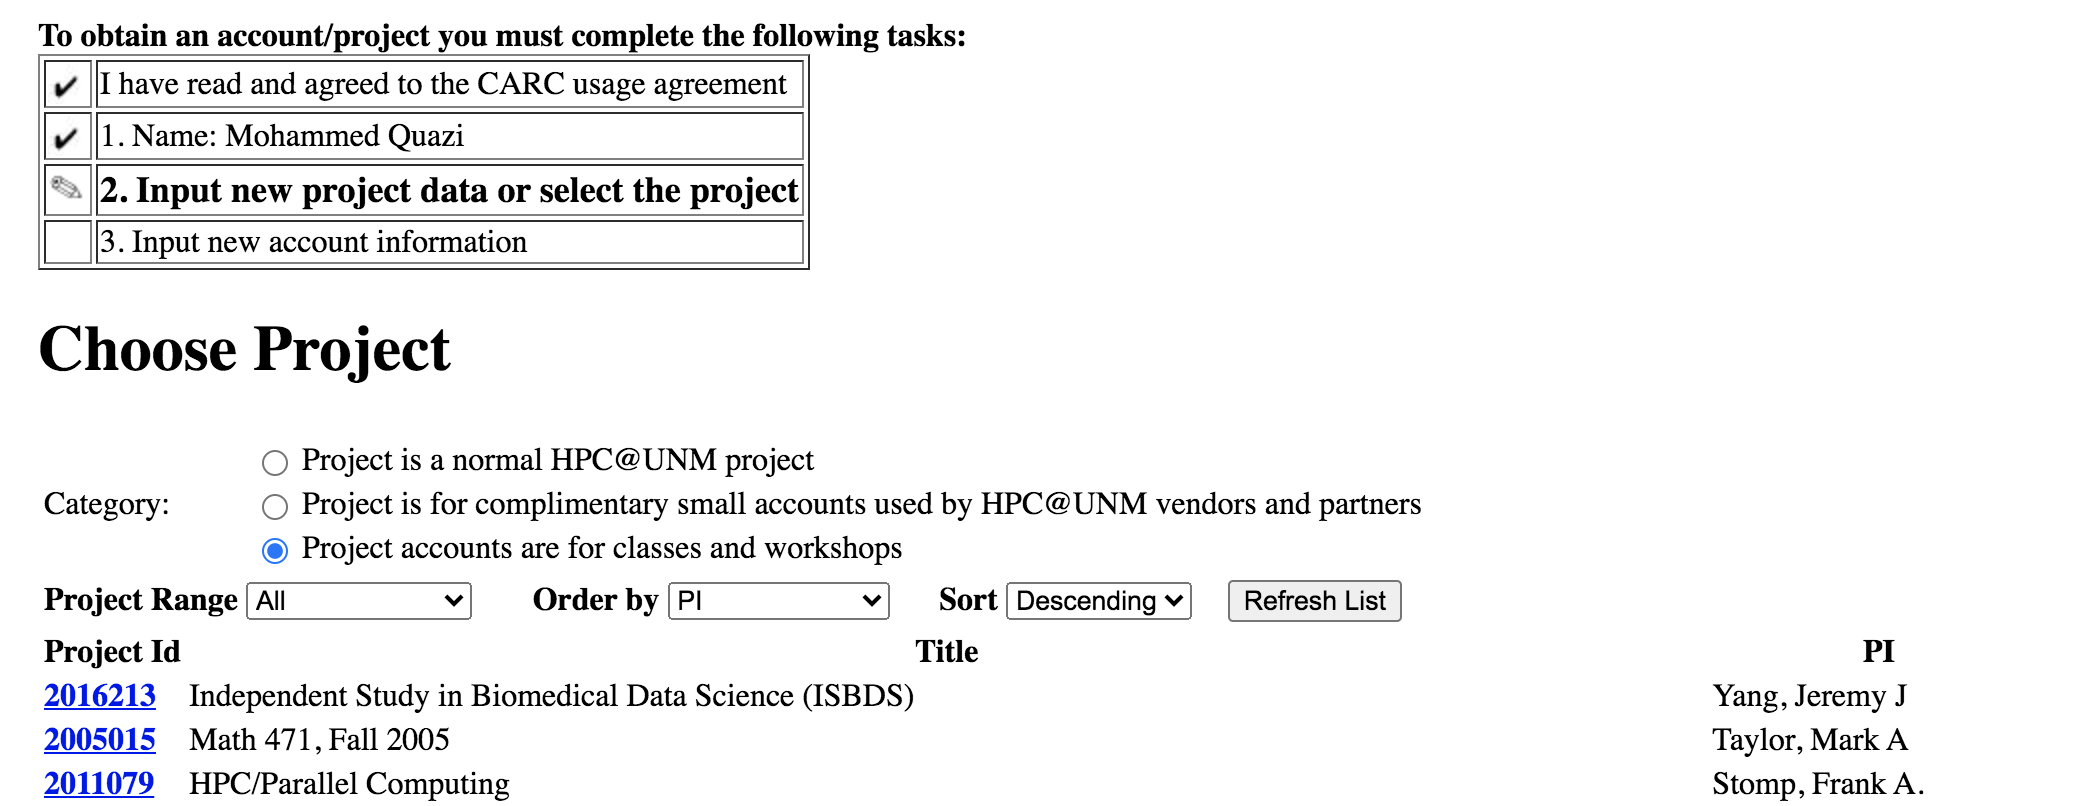 To obtain an account/project you must complete the following tasks:
✔ I have read and agreed to the CARC usage agreement
✔ 1. Name: Mohammed Quazi
✎ 2. Input new project data or select the project
3. Input new account information
Choose Project
Project is a normal HPC@UNM project
Category: Project is for complimentary small accounts used by HPC@UNM vendors and partners
Project accounts are for classes and workshops
Project Range All Order by PI Sort Descending Refresh List
Project Id Title PI
2016213 Independent Study in Biomedical Data Science (ISBDS) Yang, Jeremy J
2005015 Math 471, Fall 2005 Taylor, Mark A
2011079 HPC/Parallel Computing Stomp, Frank A.